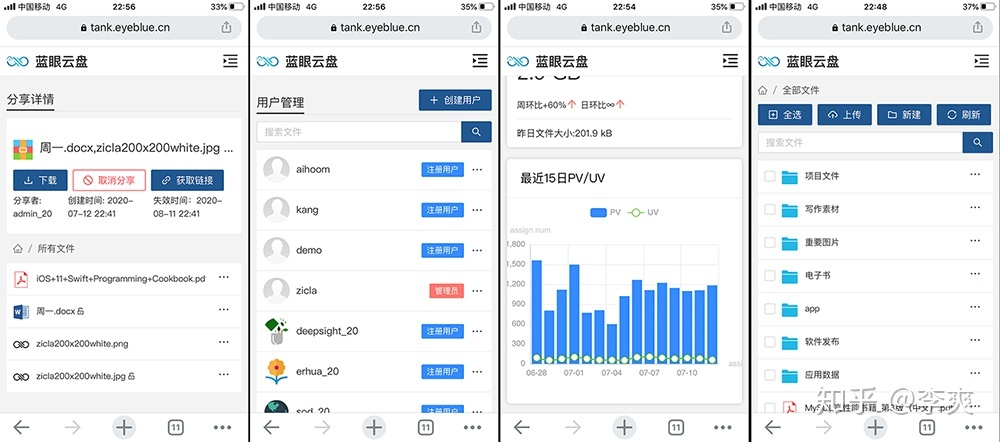 中国移动 4G 22:56 33%
tank.eyeblue.cn
蓝眼云盘
分享详情
周一.docx,zicla200x200white.jpg ...
下载
取消分享
获取链接
分享者: admin_20
创建时间: 2020-07-12 22:41
失效时间: 2020-08-11 22:41
/ 所有文件
iOS+11+Swift+Programming+Cookbook.pd
周一.docx
zicla200x200white.png
zicla200x200white.jpg
11
中国移动 4G 22:56 35%
tank.eyeblue.cn
蓝眼云盘
用户管理
+ 创建用户
搜索文件
aihoom 注册用户
kang 注册用户
demo 注册用户
zicla 管理员
deepsight_20 注册用户
erhua_20 注册用户
sod_20
11
中国移动 4G 22:54 35%
tank.eyeblue.cn
蓝眼云盘
周环比+60% 日环比∞
昨日文件大小:201.9 kB
最近15日PV/UV
PV UV
assign.num
1,800
1,500
1,200
900
600
300
0
06-28 07-01 07-04 07-07 07-10
assig
11
中国移动 4G 22:48 37%
tank.eyeblue.cn
蓝眼云盘
/ 全部文件
全选
上传
新建
刷新
搜索文件
项目文件
写作素材
重要图片
电子书
app
软件发布
应用数据
11
知乎 @李爽